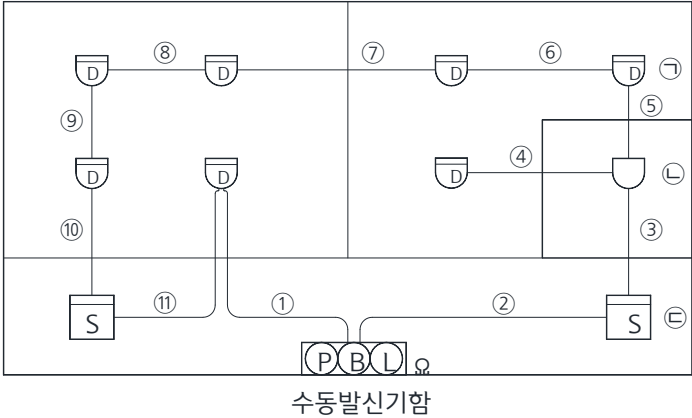 ⑧ ⑦ ⑥
D D D D ㉠
⑨ ⑤
D D D ④ ㉡
⑩ ③
S ⑪ ① ② S ㉢
P B L Ω
수동발신기함